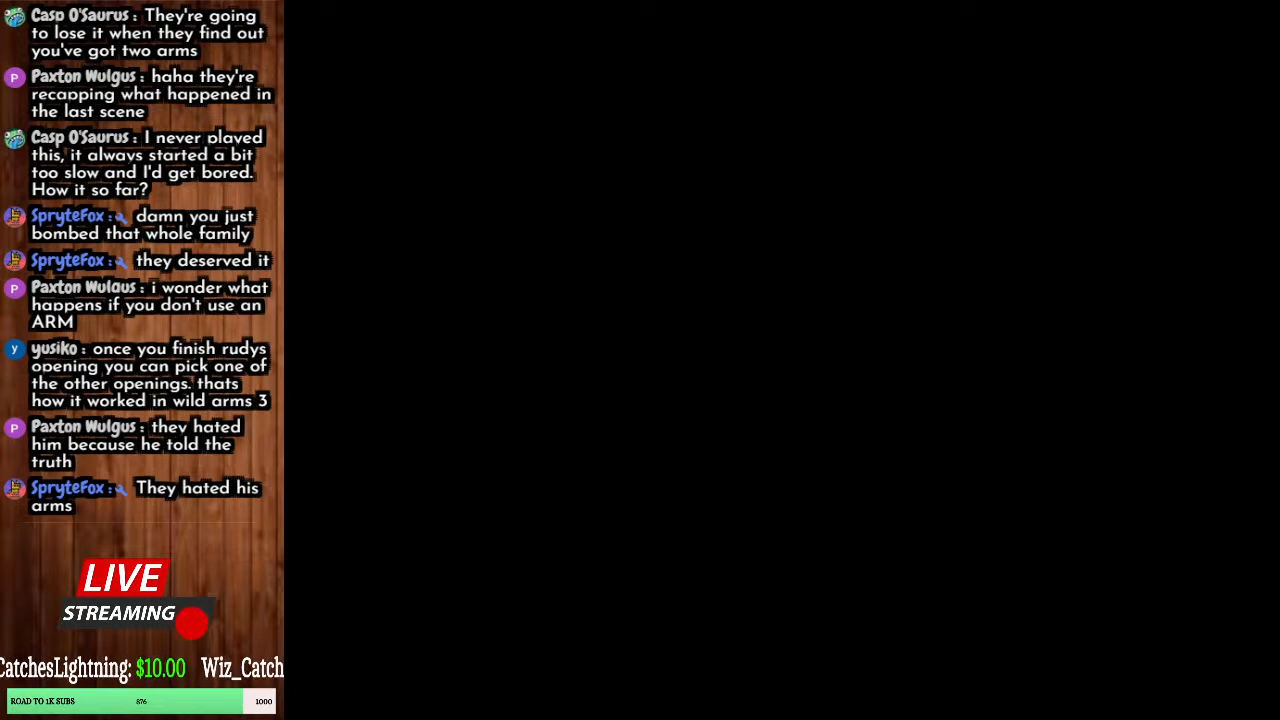 Casp O'Saurus : They're going
to lose it when they find out
you've got two arms
P Paxton Wulgus : haha they're
recapping what happened in
the last scene
Casp O'Saurus : I never played
this, it always started a bit
too slow and I'd get bored.
How it so far?
SpryteFox : damn you just
bombed that whole family
SpryteFox : they deserved it
P Paxton Wulgus : i wonder what
happens if you don't use an
ARM
y yusiko : once you finish rudys
opening you can pick one of
the other openings. thats
how it worked in wild arms 3
P Paxton Wulgus : they hated
him because he told the
truth
SpryteFox : They hated his
arms
LIVE
STREAMING
CatchesLightning: $10.00 Wiz_Catch
ROAD TO 1K SUBS 876 1000